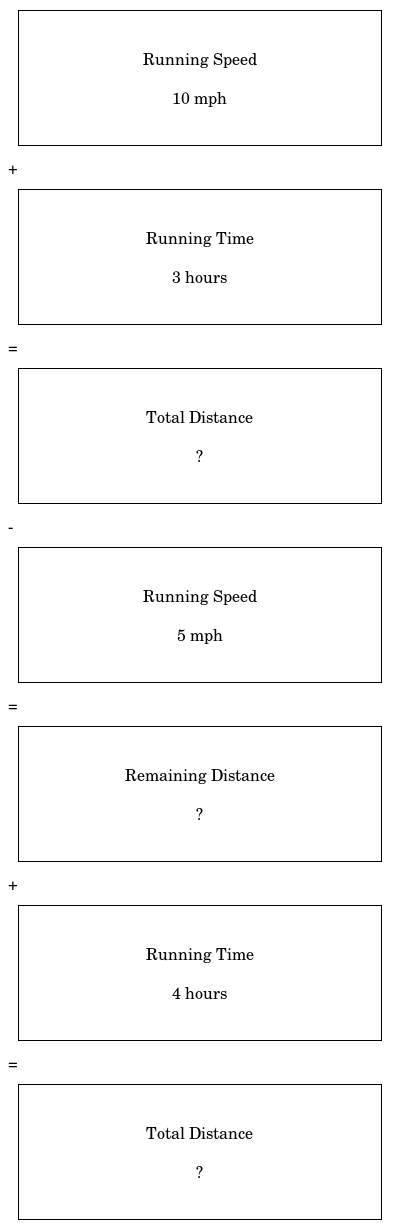 Running Speed
10 mph
+
Running Time
3 hours
=
Total Distance
?
-
Running Speed
5 mph
=
Remaining Distance
?
+
Running Time
4 hours
=
Total Distance
?